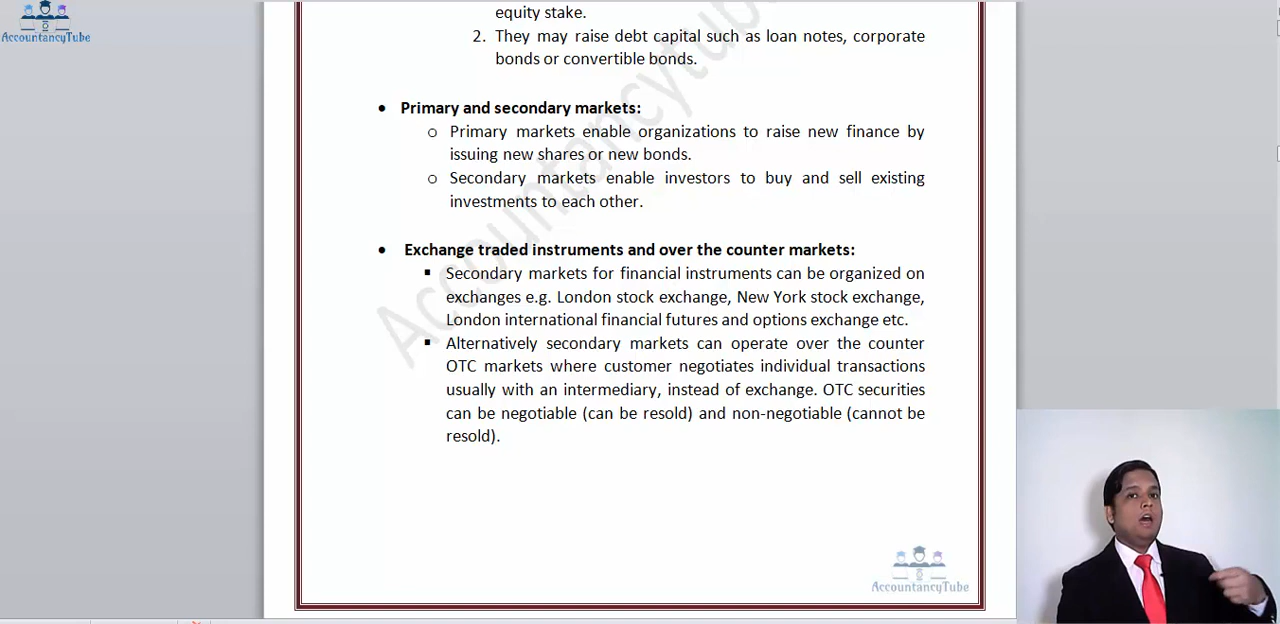 AccountancyTube
equity stake.
2. They may raise debt capital such as loan notes, corporate
bonds or convertible bonds.
• Primary and secondary markets:
o Primary markets enable organizations to raise new finance by
issuing new shares or new bonds.
o Secondary markets enable investors to buy and sell existing
investments to each other.
• Exchange traded instruments and over the counter markets:
▪ Secondary markets for financial instruments can be organized on
exchanges e.g. London stock exchange, New York stock exchange,
London international financial futures and options exchange etc.
▪ Alternatively secondary markets can operate over the counter
OTC markets where customer negotiates individual transactions
usually with an intermediary, instead of exchange. OTC securities
can be negotiable (can be resold) and non-negotiable (cannot be
resold).
Accountancytube
AccountancyTube